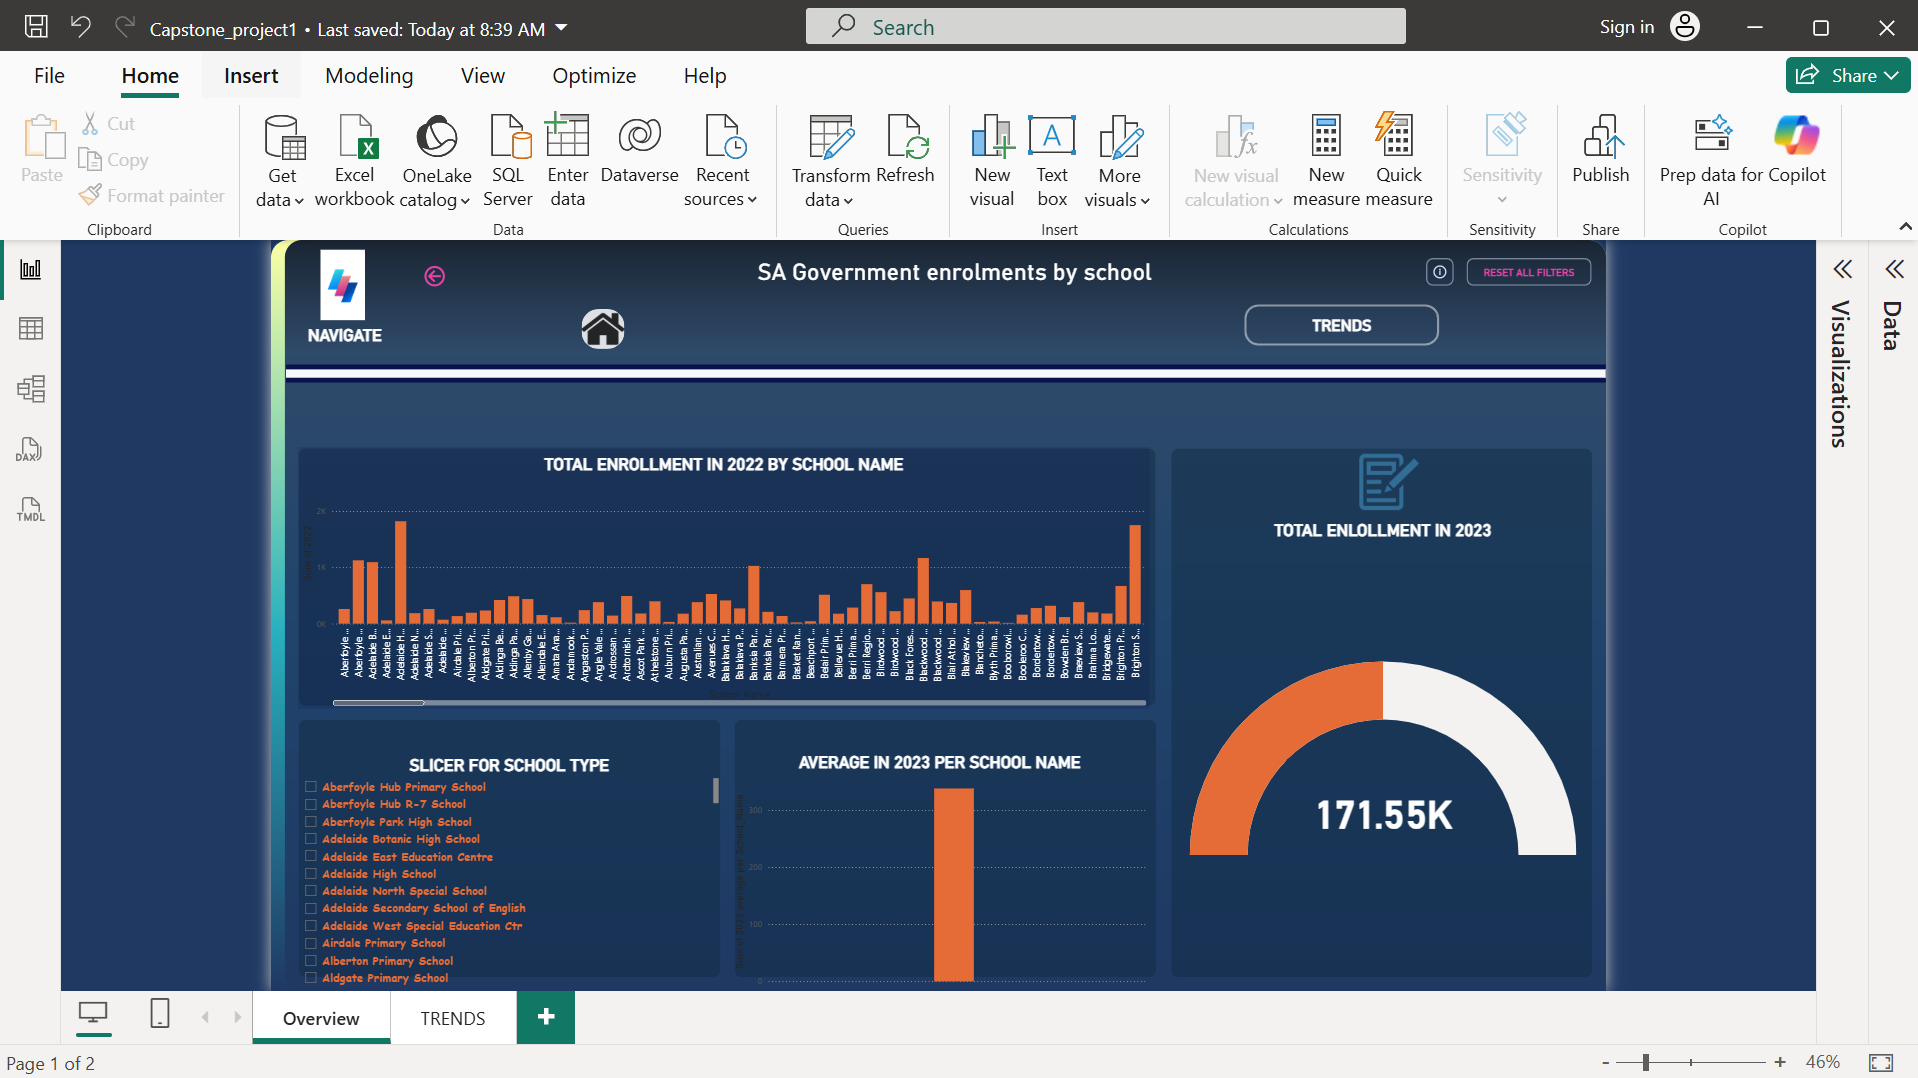 Capstone_project1 • Last saved: Today at 8:39 AM
Search
Sign in
File
Home
Insert
Modeling
View
Optimize
Help
Share
Paste
Cut
Copy
Format painter
Clipboard
Get data
Excel workbook
OneLake catalog
SQL Server
Enter data
Dataverse
Recent sources
Data
Transform data
Refresh
Queries
New visual
A
Text box
More visuals
Insert
New visual calculation
New measure
Quick measure
Calculations
Sensitivity
Sensitivity
Publish
Share
Prep data for AI
Copilot
Copilot
DAX
TMDL
NAVIGATE
SA Government enrolments by school
RESET ALL FILTERS
TRENDS
TOTAL ENROLLMENT IN 2022 BY SCHOOL NAME
2K
1K
0K
Aberfoyle ...
Aberfoyle ...
Adelaide B...
Adelaide E...
Adelaide H...
Adelaide N...
Adelaide S...
Adelaide ...
Airdale Pri...
Alberton Pr...
Aldgate Pri...
Aldinga Be...
Aldinga Pa...
Allenby Ga...
Allendale E...
Amata Ana...
Andamook...
Angaston P...
Angle Vale ...
Ardrossan ...
Ardtornish ...
Ascot Park ...
Athelstone ...
Auburn Pri...
Augusta Pa...
Australian ...
Avenues C...
Balaklava H...
Balaklava P...
Banksia Par...
Banksia Par...
Barmera Pr...
Basket Ran...
Beachport ...
Belair Prim...
Bellevue H...
Berri Prima...
Berri Regio...
Birdwood ...
Birdwood ...
Black Fores...
Blackwood ...
Blackwood ...
Blair Athol ...
Blakeview ...
Blancheto...
Blyth Prima...
Booborowi...
Booleroo C...
Bordertow...
Bordertow...
Bowden Br...
Braeview S...
Brahma Lo...
Bridgewate...
Brighton Pr...
Brighton S...
SLICER FOR SCHOOL TYPE
Aberfoyle Hub Primary School
Aberfoyle Hub R-7 School
Aberfoyle Park High School
Adelaide Botanic High School
Adelaide East Education Centre
Adelaide High School
Adelaide North Special School
Adelaide Secondary School of English
Adelaide West Special Education Ctr
Airdale Primary School
Alberton Primary School
Aldgate Primary School
AVERAGE IN 2023 PER SCHOOL NAME
300
200
100
0
TOTAL ENLOLLMENT IN 2023
171.55K
Visualizations
Data
Overview
TRENDS
Page 1 of 2
46%